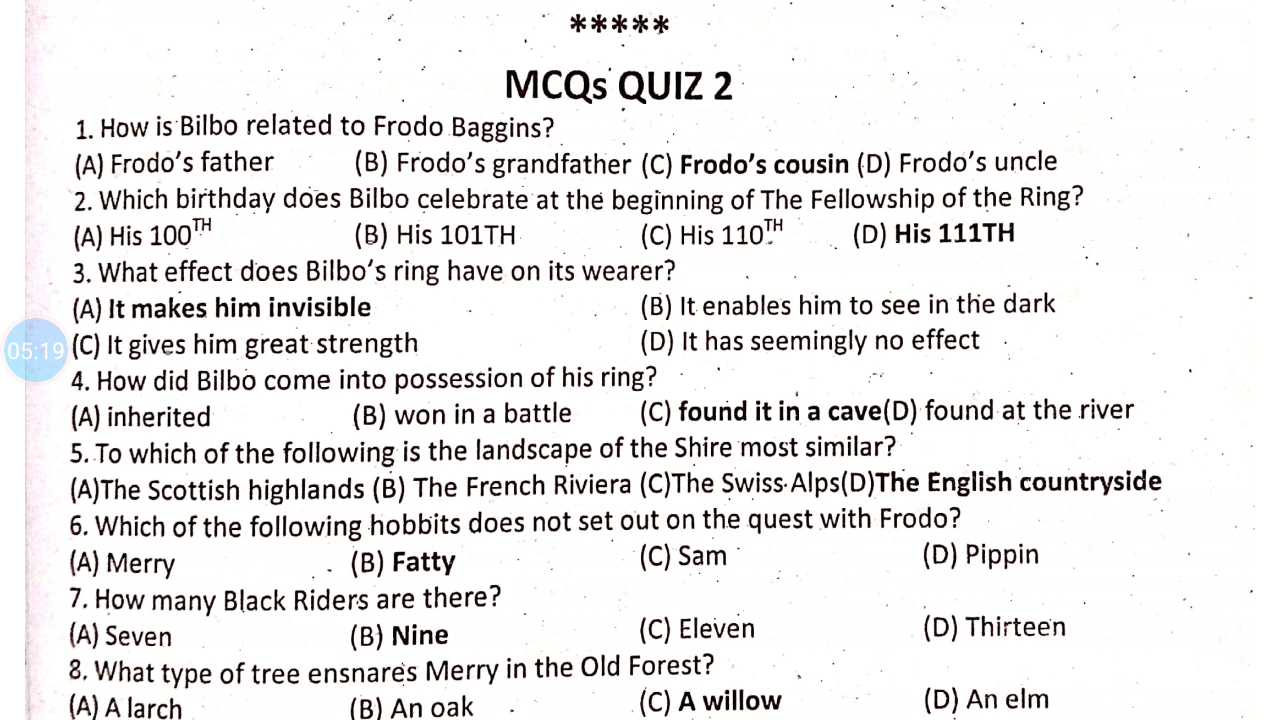 *****
MCQs QUIZ 2
1. How is Bilbo related to Frodo Baggins?
(A) Frodo's father (B) Frodo's grandfather (C) Frodo's cousin (D) Frodo's uncle
2. Which birthday does Bilbo celebrate at the beginning of The Fellowship of the Ring?
(A) His 100TH (B) His 101TH (C) His 110TH (D) His 111TH
3. What effect does Bilbo's ring have on its wearer?
(A) It makes him invisible (B) It enables him to see in the dark
05:19 (C) It gives him great strength (D) It has seemingly no effect
4. How did Bilbo come into possession of his ring?
(A) inherited (B) won in a battle (C) found it in a cave(D) found at the river
5. To which of the following is the landscape of the Shire most similar?
(A)The Scottish highlands (B) The French Riviera (C)The Swiss Alps(D)The English countryside
6. Which of the following hobbits does not set out on the quest with Frodo?
(A) Merry (B) Fatty (C) Sam (D) Pippin
7. How many Black Riders are there?
(A) Seven (B) Nine (C) Eleven (D) Thirteen
8. What type of tree ensnares Merry in the Old Forest?
(A) A larch (B) An oak (C) A willow (D) An elm